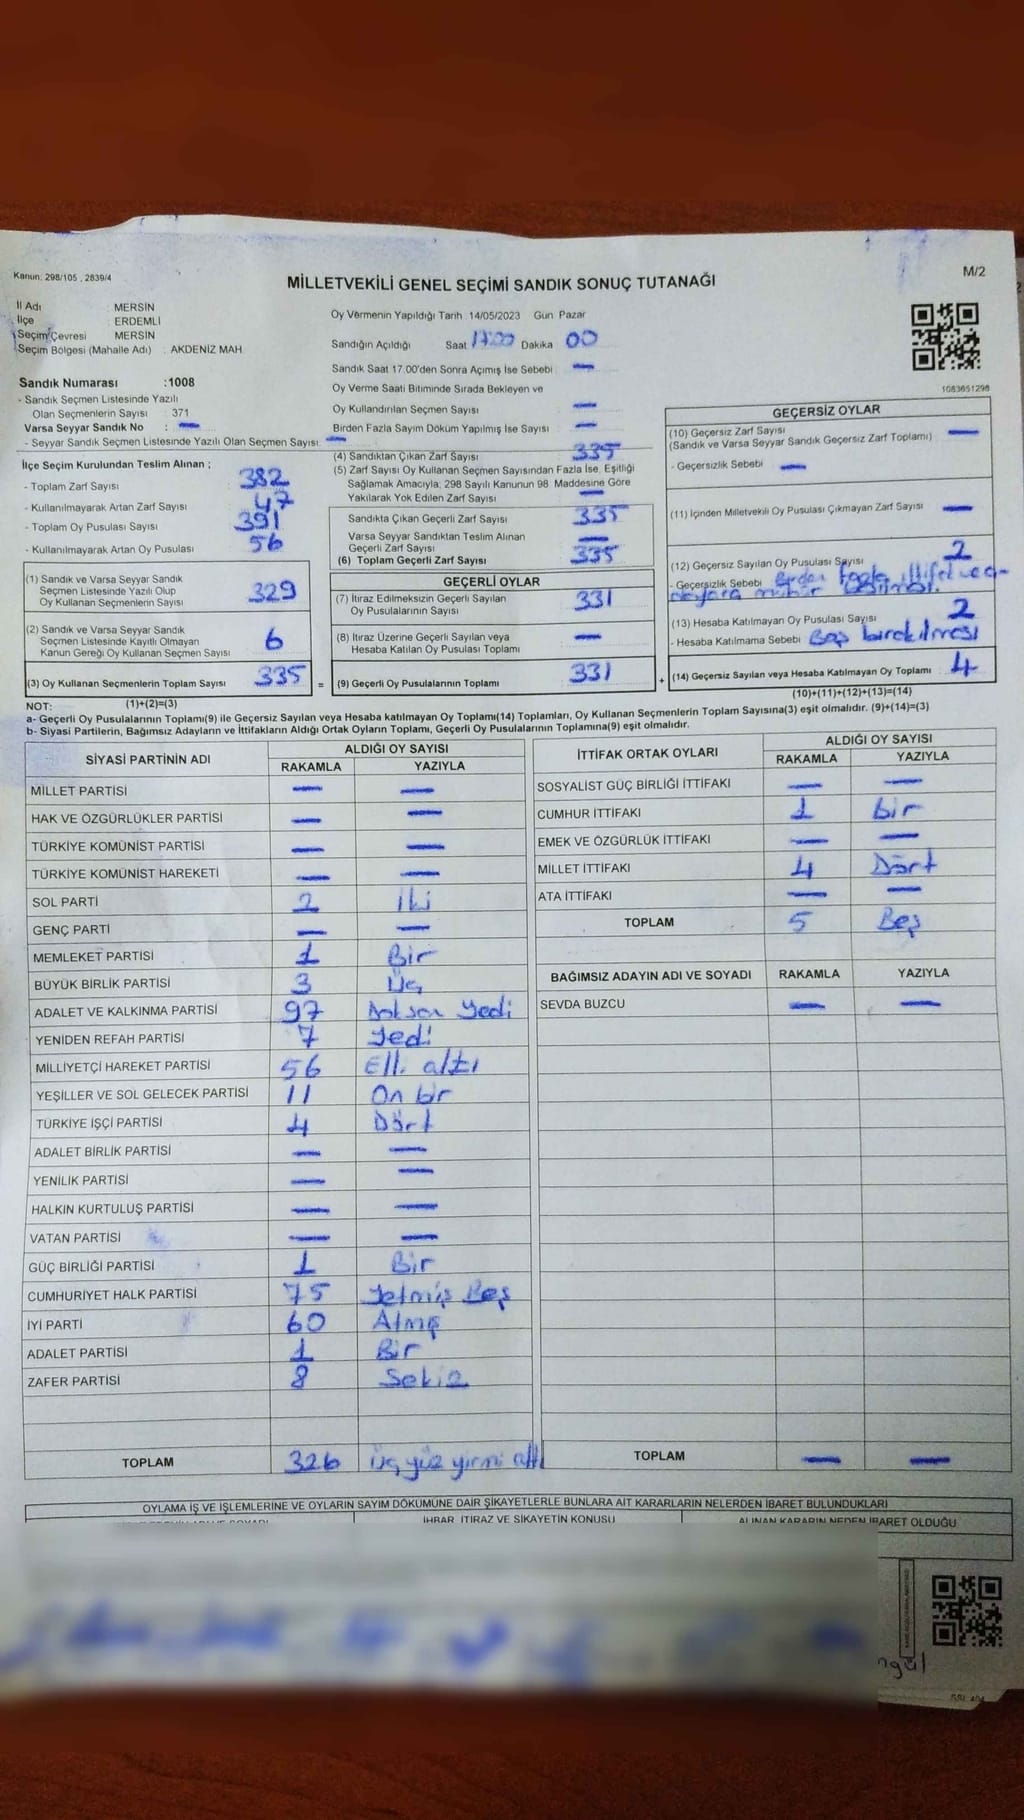 Kanun: 298/105 , 2839/4
MİLLETVEKİLİ GENEL SEÇİMİ SANDIK SONUÇ TUTANAĞI
M/2
İl Adı : MERSİN
İlçe : ERDEMLİ
Seçim Çevresi : MERSİN
Seçim Bölgesi (Mahalle Adı) : AKDENİZ MAH.
Sandık Numarası :1008
- Sandık Seçmen Listesinde Yazılı
Olan Seçmenlerin Sayısı : 371
Varsa Seyyar Sandık No : —
- Seyyar Sandık Seçmen Listesinde Yazılı Olan Seçmen Sayısı: —
Oy Vermenin Yapıldığı Tarih :14/05/2023 Gün: Pazar
Sandığın Açıldığı Saat 17:00 Dakika 00
Sandık Saat 17.00'den Sonra Açımış İse Sebebi : —
Oy Verme Saati Bitiminde Sırada Bekleyen ve
Oy Kullandırılan Seçmen Sayısı : —
Birden Fazla Sayım Döküm Yapılmış İse Sayısı : —
1083651298
İlçe Seçim Kurulundan Teslim Alınan ;
- Toplam Zarf Sayısı : 382
- Kullanılmayarak Artan Zarf Sayısı : 47
- Toplam Oy Pusulası Sayısı : 391
- Kullanılmayarak Artan Oy Pusulası : 56
(1) Sandık ve Varsa Seyyar Sandık
Seçmen Listesinde Yazılı Olup
Oy Kullanan Seçmenlerin Sayısı : 329
(2) Sandık ve Varsa Seyyar Sandık
Seçmen Listesinde Kayıtlı Olmayan
Kanun Gereği Oy Kullanan Seçmen Sayısı : 6
(3) Oy Kullanan Seçmenlerin Toplam Sayısı : 335 =
(1)+(2)=(3)
(4) Sandıktan Çıkan Zarf Sayısı : 335
(5) Zarf Sayısı Oy Kullanan Seçmen Sayısından Fazla İse, Eşitliği
Sağlamak Amacıyla; 298 Sayılı Kanunun 98. Maddesine Göre
Yakılarak Yok Edilen Zarf Sayısı : —
Sandıkta Çıkan Geçerli Zarf Sayısı : 335
Varsa Seyyar Sandıktan Teslim Alınan
Geçerli Zarf Sayısı : —
(6) Toplam Geçerli Zarf Sayısı : 335
GEÇERLİ OYLAR
(7) İtiraz Edilmeksizin Geçerli Sayılan
Oy Pusulalarının Sayısı : 331
(8) İtiraz Üzerine Geçerli Sayılan veya
Hesaba Katılan Oy Pusulası Toplamı : —
(9) Geçerli Oy Pusulalarının Toplamı : 331 +
GEÇERSİZ OYLAR
(10) Geçersiz Zarf Sayısı : —
(Sandık ve Varsa Seyyar Sandık Geçersiz Zarf Toplamı)
- Geçersizlik Sebebi : —
(11) İçinden Milletvekili Oy Pusulası Çıkmayan Zarf Sayısı : —
(12) Geçersiz Sayılan Oy Pusulası Sayısı : 2
- Geçersizlik Sebebi : Birden fazla ittifak
mühür basılması.
(13) Hesaba Katılmayan Oy Pusulası Sayısı : 2
- Hesaba Katılmama Sebebi : Boş bırakılması
(14) Geçersiz Sayılan veya Hesaba Katılmayan Oy Toplamı : 4
(10)+(11)+(12)+(13)=(14)
NOT:
a- Geçerli Oy Pusulalarının Toplamı(9) ile Geçersiz Sayılan veya Hesaba katılmayan Oy Toplamı(14) Toplamları, Oy Kullanan Seçmenlerin Toplam Sayısına(3) eşit olmalıdır. (9)+(14)=(3)
b- Siyasi Partilerin, Bağımsız Adayların ve İttifakların Aldığı Ortak Oyların Toplamı, Geçerli Oy Pusulalarının Toplamına(9) eşit olmalıdır.
SİYASİ PARTİNİN ADI ALDIĞI OY SAYISI
RAKAMLA YAZIYLA
MİLLET PARTİSİ — —
HAK VE ÖZGÜRLÜKLER PARTİSİ — —
TÜRKİYE KOMÜNİST PARTİSİ — —
TÜRKİYE KOMÜNİST HAREKETİ — —
SOL PARTİ 2 İki
GENÇ PARTİ — —
MEMLEKET PARTİSİ 1 Bir
BÜYÜK BİRLİK PARTİSİ 3 Üç
ADALET VE KALKINMA PARTİSİ 97 Doksan Yedi
YENİDEN REFAH PARTİSİ 7 Yedi
MİLLİYETÇİ HAREKET PARTİSİ 56 Elli altı
YEŞİLLER VE SOL GELECEK PARTİSİ 11 On bir
TÜRKİYE İŞÇİ PARTİSİ 4 Dört
ADALET BİRLİK PARTİSİ — —
YENİLİK PARTİSİ — —
HALKIN KURTULUŞ PARTİSİ — —
VATAN PARTİSİ — —
GÜÇ BİRLİĞİ PARTİSİ 1 Bir
CUMHURİYET HALK PARTİSİ 75 Yetmiş Beş
İYİ PARTİ 60 Atmış
ADALET PARTİSİ 1 Bir
ZAFER PARTİSİ 8 Sekiz
TOPLAM 326 Üç yüz yirmi altı
İTTİFAK ORTAK OYLARI ALDIĞI OY SAYISI
RAKAMLA YAZIYLA
SOSYALİST GÜÇ BİRLİĞİ İTTİFAKI — —
CUMHUR İTTİFAKI 1 bir
EMEK VE ÖZGÜRLÜK İTTİFAKI — —
MİLLET İTTİFAKI 4 Dört
ATA İTTİFAKI — —
TOPLAM 5 Beş
BAĞIMSIZ ADAYIN ADI VE SOYADI RAKAMLA YAZIYLA
SEVDA BUZCU — —
TOPLAM — —
OYLAMA İŞ VE İŞLEMLERİNE VE OYLARIN SAYIM DÖKÜMÜNE DAİR ŞİKAYETLERLE BUNLARA AİT KARARLARIN NELERDEN İBARET BULUNDUKLARI
İHBAR, İTİRAZ VE ŞİKAYETİN KONUSU ALINAN KARARIN NEDEN İBARET OLDUĞU